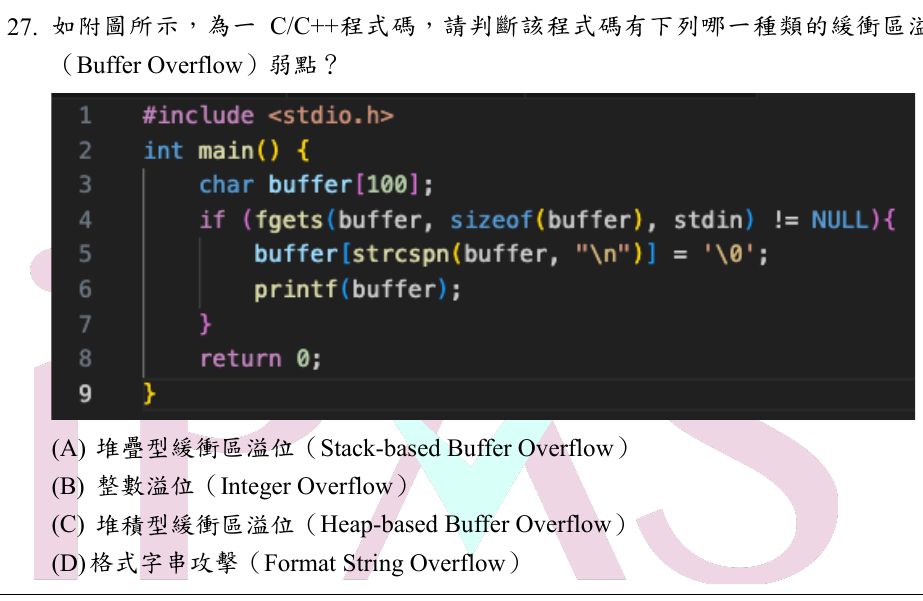 27. 如附圖所示，為一 C/C++程式碼，請判斷該程式碼有下列哪一種類的緩衝區溢
（Buffer Overflow）弱點？
1 #include <stdio.h>
2 int main() {
3 char buffer[100];
4 if (fgets(buffer, sizeof(buffer), stdin) != NULL){
5 buffer[strcspn(buffer, "\n")] = '\0';
6 printf(buffer);
7 }
8 return 0;
9 }
(A) 堆疊型緩衝區溢位（Stack-based Buffer Overflow）
(B) 整數溢位（Integer Overflow）
(C) 堆積型緩衝區溢位（Heap-based Buffer Overflow）
(D)格式字串攻擊（Format String Overflow）
iPAS